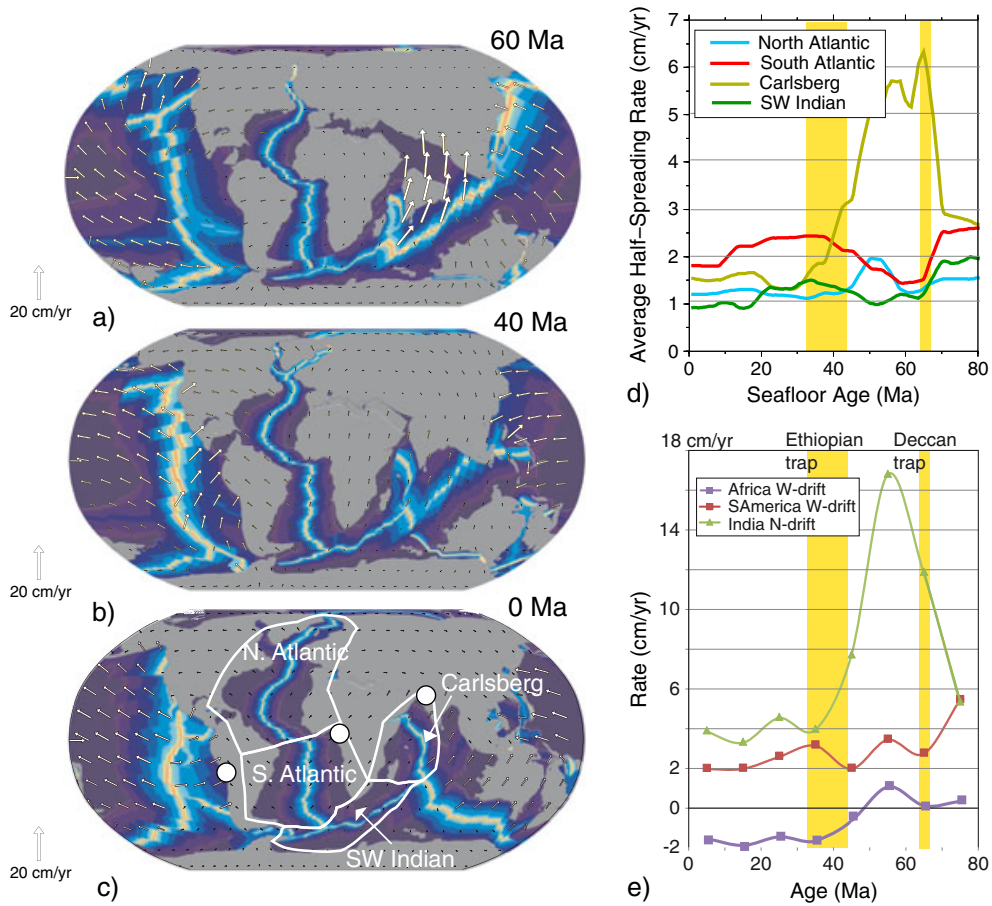 60 Ma
20 cm/yr
a)
40 Ma
20 cm/yr
b)
0 Ma
N. Atlantic
Carlsberg
S. Atlantic
SW Indian
20 cm/yr
c)
Average Half-Spreading Rate (cm/yr)
7
6
5
4
3
2
1
0
North Atlantic
South Atlantic
Carlsberg
SW Indian
0 20 40 60 80
Seafloor Age (Ma)
d)
18 cm/yr
Ethiopian
trap
Deccan
trap
Africa W-drift
SAmerica W-drift
India N-drift
Rate (cm/yr)
14
10
6
2
0
-2
0 20 40 60 80
Age (Ma)
e)